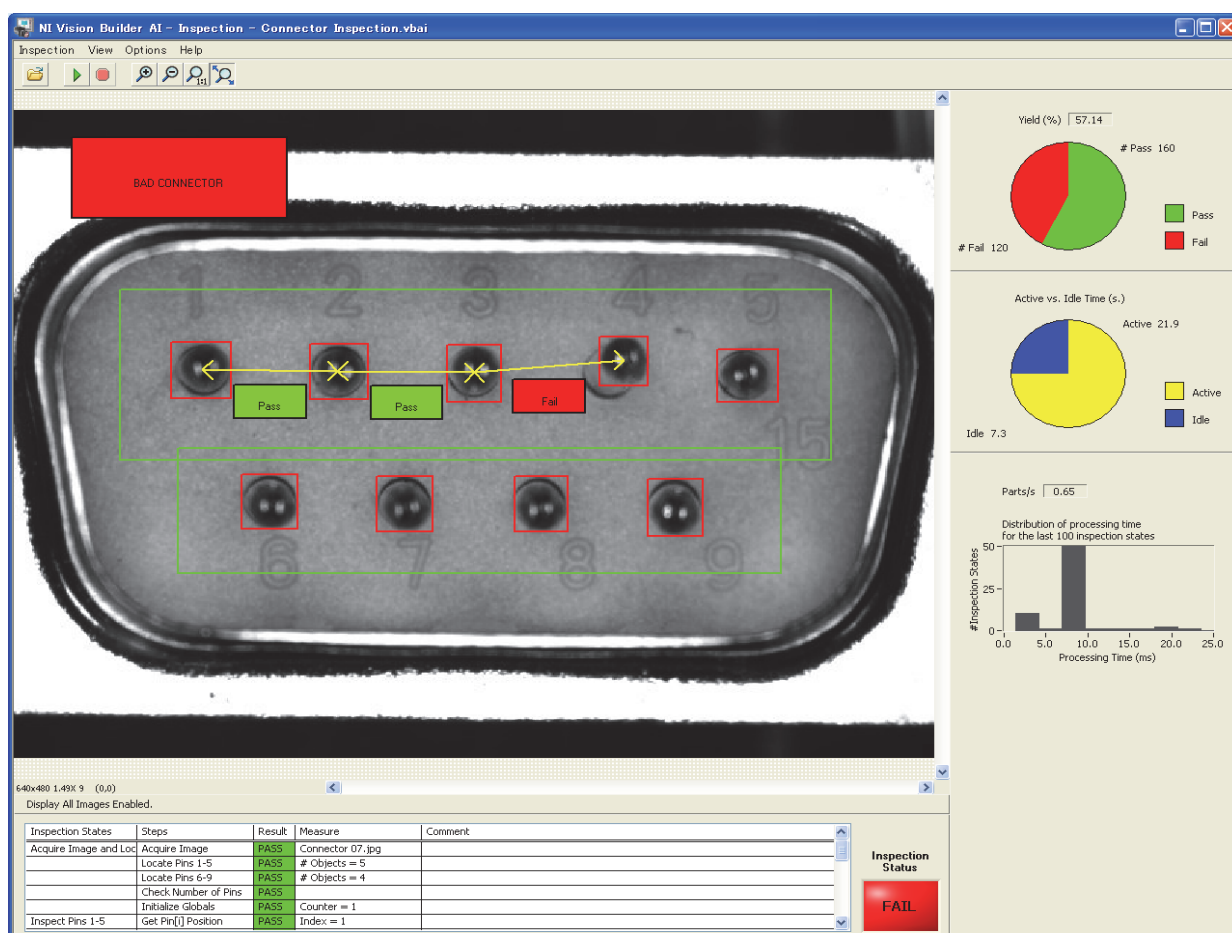 NI Vision Builder AI - Inspection - Connector Inspection.vbai
Inspection View Options Help
1:1
BAD CONNECTOR
1 2 3 4 5
Pass Pass Fail
15
6 7 8 9
Yield (%) 57.14
# Pass 160
Pass
Fail
# Fail 120
Active vs. Idle Time (s.)
Active 21.9
Active
Idle
Idle 7.3
Parts/s 0.65
Distribution of processing time
for the last 100 inspection states
#Inspection States
50
25
0
0.0 5.0 10.0 15.0 20.0 25.0
Processing Time (ms)
640x480 1.49X 9 (0,0)
Display All Images Enabled.
Inspection States Steps Result Measure Comment
Acquire Image and Loc Acquire Image PASS Connector 07.jpg
Locate Pins 1-5 PASS # Objects = 5
Locate Pins 6-9 PASS # Objects = 4
Check Number of Pins PASS
Initialize Globals PASS Counter = 1
Inspect Pins 1-5 Get Pin[i] Position PASS Index = 1
Inspection
Status
FAIL